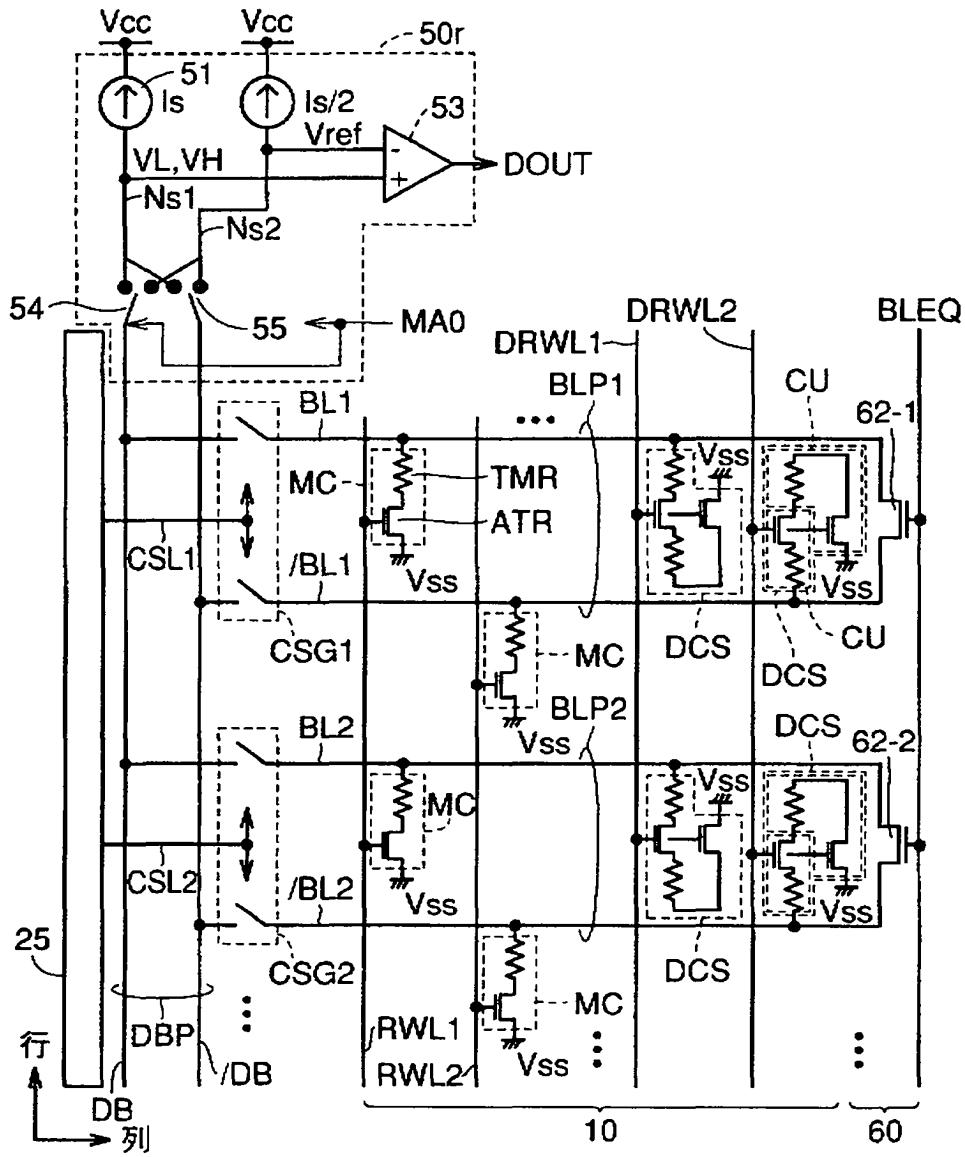 Vcc
Vcc
50r
51
Is
Is/2
Vref
53
-
+
VL,VH
DOUT
Ns1
Ns2
54
55
MA0
DRWL1
DRWL2
BLEQ
BL1
•••
BLP1
CU
62-1
MC
TMR
ATR
Vss
Vss
CSL1
/BL1
Vss
CSG1
MC
DCS
DCS
CU
BL2
BLP2
Vss
DCS
62-2
MC
Vss
CSL2
/BL2
Vss
Vss
25
CSG2
MC
DCS
DBP
RWL1
Vss
行
/DB
RWL2
DB
列
10
60